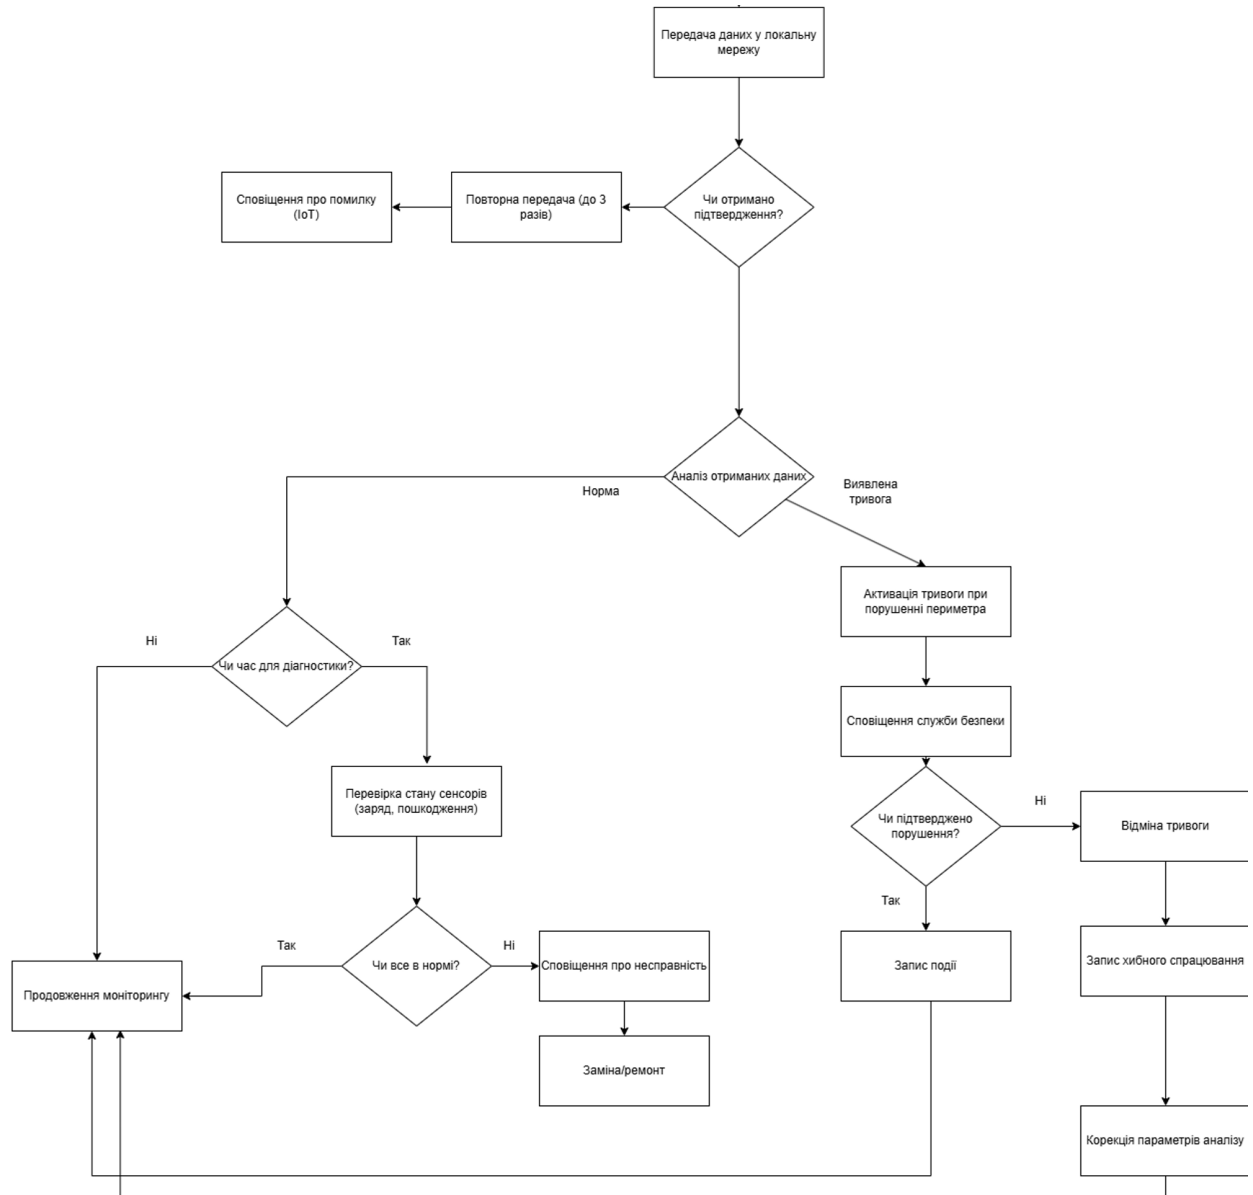 Передача даних у локальну
мережу
Чи отримано
підтвердження?
Повторна передача (до 3
разів)
Сповіщення про помилку
(IoT)
Аналіз отриманих даних
Норма
Виявлена
тривога
Активація тривоги при
порушенні периметра
Ні
Чи час для діагностики?
Так
Сповіщення служби безпеки
Перевірка стану сенсорів
(заряд, пошкодження)
Чи підтверджено
порушення?
Ні
Відміна тривоги
Так
Так
Чи все в нормі?
Ні
Сповіщення про несправність
Запис події
Запис хибного спрацювання
Продовження моніторингу
Заміна/ремонт
Корекція параметрів аналізу